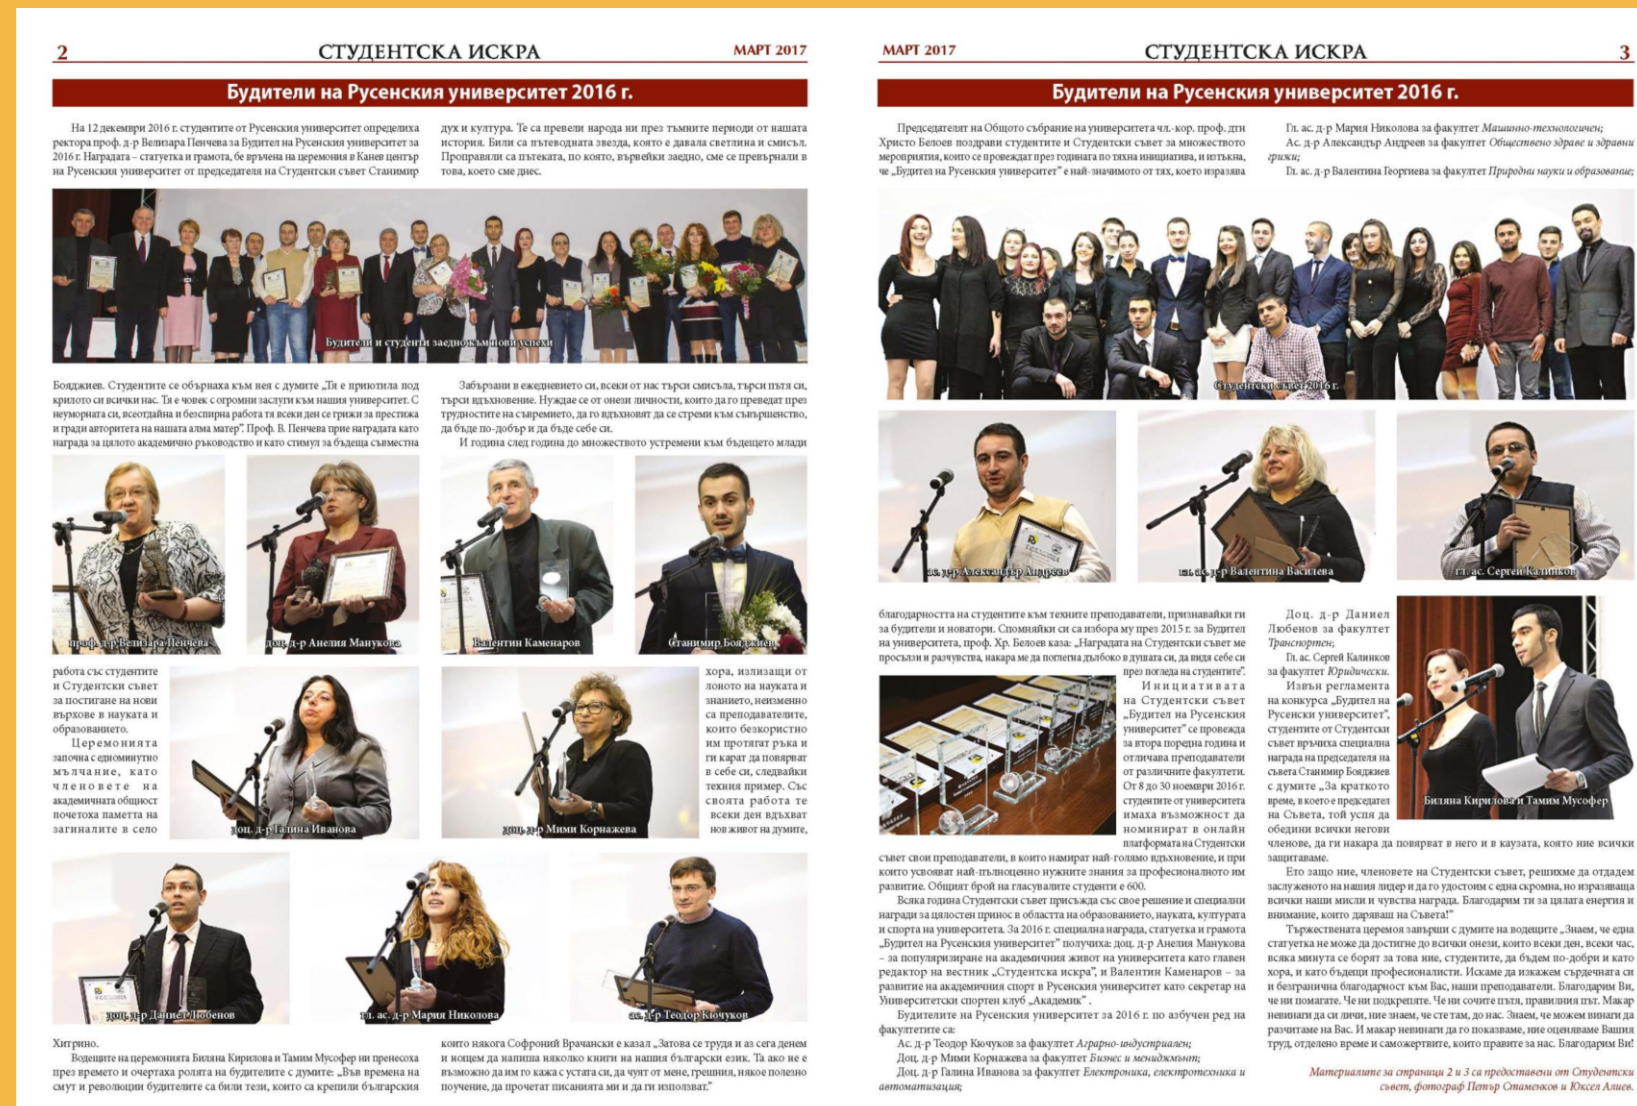 2
СТУДЕНТСКА ИСКРА
МАРТ 2017
Будители на Русенския университет 2016 г.
На 12 декември 2016 г. студентите от Русенския университет определиха
ректора проф. д-р Велизара Пенчева за Будител на Русенския университет за
2016 г. Наградата – статуетка и грамота, бе връчена на церемония в Канев център
на Русенския университет от председателя на Студентски съвет Станимир
дух и култура. Те са превели народа ни през тъмните периоди от нашата
история. Били са пътеводната звезда, която е давала светлина и смисъл.
Проправяли са пътеката, по която, вървейки заедно, сме се превърнали в
това, което сме днес.
Будители и студенти заедно към нови успехи
Бояджиев. Студентите се обърнаха към нея с думите „Тя е приютила под
крилото си всички нас. Тя е човек с огромни заслуги към нашия университет. С
неуморната си, всеотдайна и безспирна работа тя всеки ден се грижи за престижа
и гради авторитета на нашата алма матер”. Проф. В. Пенчева прие наградата като
награда за цялото академично ръководство и като стимул за бъдеща съвместна
Забързани в ежедневието си, всеки от нас търси смисъла, търси пътя си,
търси вдъхновение. Нуждае се от онези личности, които да го преведат през
трудностите на съвремието, да го вдъхновят да се стреми към съвършенство,
да бъде по-добър и да бъде себе си.
И година след година до множеството устремени към бъдещето млади
проф. д-р Велизара Пенчева
доц. д-р Анелия Манукова
Валентин Каменаров
Станимир Бояджиев
работа със студентите
и Студентски съвет
за постигане на нови
върхове в науката и
образованието.
Церемонията
започна с едноминутно
мълчание, като
членовете на
академичната общност
почетоха паметта на
загиналите в село
доц. д-р Галина Иванова
доц. д-р Мими Корнажева
хора, излизащи от
лоното на науката и
знанието, неизменно
са преподавателите,
които безкористно
им протягат ръка и
ги карат да повярват
в себе си, следвайки
техния пример. Със
своята работа те
всеки ден вдъхват
нов живот на думите,
доц. д-р Даниел Любенов
гл. ас. д-р Мария Николова
ас. д-р Теодор Кючуков
Хитрино.
Водещите на церемонията Биляна Кирилова и Тамим Мусофер ни пренесоха
през времето и очертаха ролята на будителите с думите: „Във времена на
смут и революции будителите са били тези, които са крепили българския
които някога Софроний Врачански е казал „Затова се трудя и аз сега денем
и нощем да напиша няколко книги на нашия български език. Та ако не е
възможно да им го кажа с устата си, да чуят от мене, грешния, някое полезно
поучение, да прочетат писанията ми и да ги използват.”
МАРТ 2017
СТУДЕНТСКА ИСКРА
3
Будители на Русенския университет 2016 г.
Председателят на Общото събрание на университета чл.-кор. проф. дтн
Христо Белоев поздрави студентите и Студентски съвет за множеството
мероприятия, които се провеждат през годината по тяхна инициатива, и изтъкна,
че „Будител на Русенския университет” е най-значимото от тях, което изразява
Гл. ас. д-р Мария Николова за факултет Машинно-технологичен;
Ас. д-р Александър Андреев за факултет Обществено здраве и здравни
грижи;
Гл. ас. д-р Валентина Георгиева за факултет Природни науки и образование;
Студентски съвет 2016 г.
ас. д-р Александър Андреев
гл. ас. д-р Валентина Василева
гл. ас. Сергей Калинков
благодарността на студентите към техните преподаватели, признавайки ги
за будители и новатори. Спомняйки си са избора му през 2015 г. за Будител
на университета, проф. Хр. Белоев каза: „Наградата на Студентски съвет ме
просълзи и разчувства, накара ме да погледна дълбоко в душата си, да видя себе си
през погледа на студентите”.
Инициативата
на Студентски съвет
„Будител на Русенския
университет” се провежда
за втора поредна година и
отличава преподаватели
от различните факултети.
От 8 до 30 ноември 2016 г.
студентите от университета
имаха възможност да
номинират в онлайн
платформата на Студентски
съвет свои преподаватели, в които намират най-голямо вдъхновение, и при
които усвояват най-пълноценно нужните знания за професионалното им
развитие. Общият брой на гласувалите студенти е 600.
Всяка година Студентски съвет присъжда със свое решение и специални
награди за цялостен принос в областта на образованието, науката, културата
и спорта на университета. За 2016 г. специална награда, статуетка и грамота
„Будител на Русенския университет” получиха: доц. д-р Анелия Манукова
– за популяризиране на академичния живот на университета като главен
редактор на вестник „Студентска искра”, и Валентин Каменаров – за
развитие на академичния спорт в Русенския университет като секретар на
Университетски спортен клуб „Академик” .
Будителите на Русенския университет за 2016 г. по азбучен ред на
факултетите са:
Ас. д-р Теодор Кючуков за факултет Аграрно-индустриален;
Доц. д-р Мими Корнажева за факултет Бизнес и мениджмънт;
Доц. д-р Галина Иванова за факултет Електроника, електротехника и
автоматизация;
Доц. д-р Даниел
Любенов за факултет
Транспортен;
Гл. ас. Сергей Калинков
за факултет Юридически.
Извън регламента
на конкурса „Будител на
Русенски университет”,
студентите от Студентски
съвет връчиха специална
награда на председателя на
съвета Станимир Бояджиев
с думите „За краткото
време, в което е председател
на Съвета, той успя да
обедини всички негови
Биляна Кирилова и Тамим Мусофер
членове, да ги накара да повярват в него и в каузата, която ние всички
защитаваме.
Ето защо ние, членовете на Студентски съвет, решихме да отдадем
заслуженото на нашия лидер и да го удостоим с една скромна, но изразяваща
всички наши мисли и чувства награда. Благодарим ти за цялата енергия и
внимание, които даряваш на Съвета!”
Тържествената церемоя завърши с думите на водещите „Знаем, че една
статуетка не може да достигне до всички онези, които всеки ден, всеки час,
всяка минута се борят за това ние, студентите, да бъдем по-добри и като
хора, и като бъдещи професионалисти. Искаме да изкажем сърдечната си
и безгранична благодарност към Вас, наши преподаватели. Благодарим Ви,
че ни помагате. Че ни подкрепяте. Че ни сочите пътя, правилния път. Макар
невинаги да си личи, ние знаем, че сте там, до нас. Знаем, че можем винаги да
разчитаме на Вас. И макар невинаги да го показваме, ние оценяваме Вашия
труд, отделено време и саможертвите, които правите за нас. Благодарим Ви!
Материалите за страници 2 и 3 са предоставени от Студентски
съвет, фотограф Петър Стаменков и Юксел Алиев.